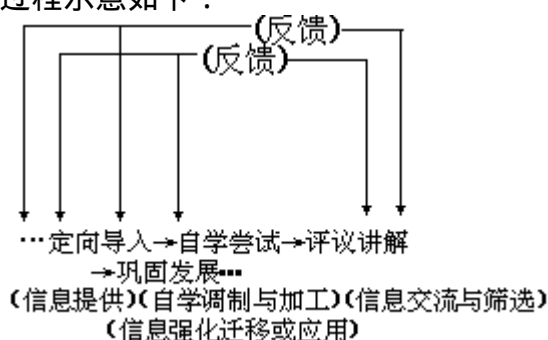 过程示意如下：
(反馈)
(反馈)
…定向导入→自学尝试→评议讲解
→巩固发展…
(信息提供)(自学调制与加工)(信息交流与筛选)
(信息强化迁移或应用)